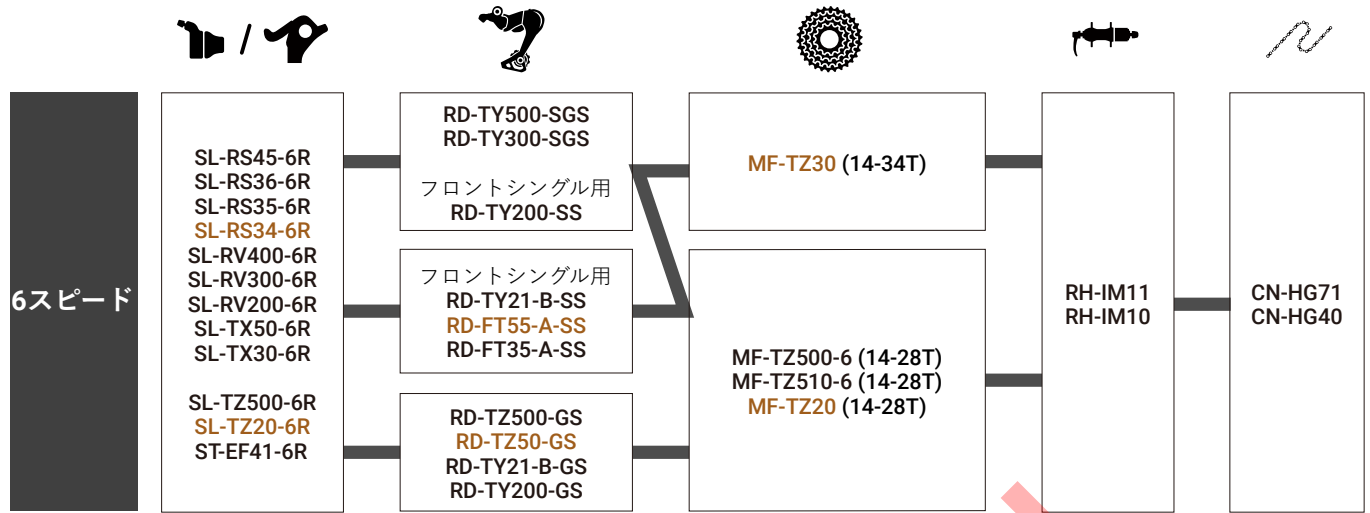 6スピード
SL-RS45-6R
SL-RS36-6R
SL-RS35-6R
SL-RS34-6R
SL-RV400-6R
SL-RV300-6R
SL-RV200-6R
SL-TX50-6R
SL-TX30-6R
SL-TZ500-6R
SL-TZ20-6R
ST-EF41-6R
RD-TY500-SGS
RD-TY300-SGS
フロントシングル用
RD-TY200-SS
フロントシングル用
RD-TY21-B-SS
RD-FT55-A-SS
RD-FT35-A-SS
RD-TZ500-GS
RD-TZ50-GS
RD-TY21-B-GS
RD-TY200-GS
MF-TZ30 (14-34T)
MF-TZ500-6 (14-28T)
MF-TZ510-6 (14-28T)
MF-TZ20 (14-28T)
RH-IM11
RH-IM10
CN-HG71
CN-HG40